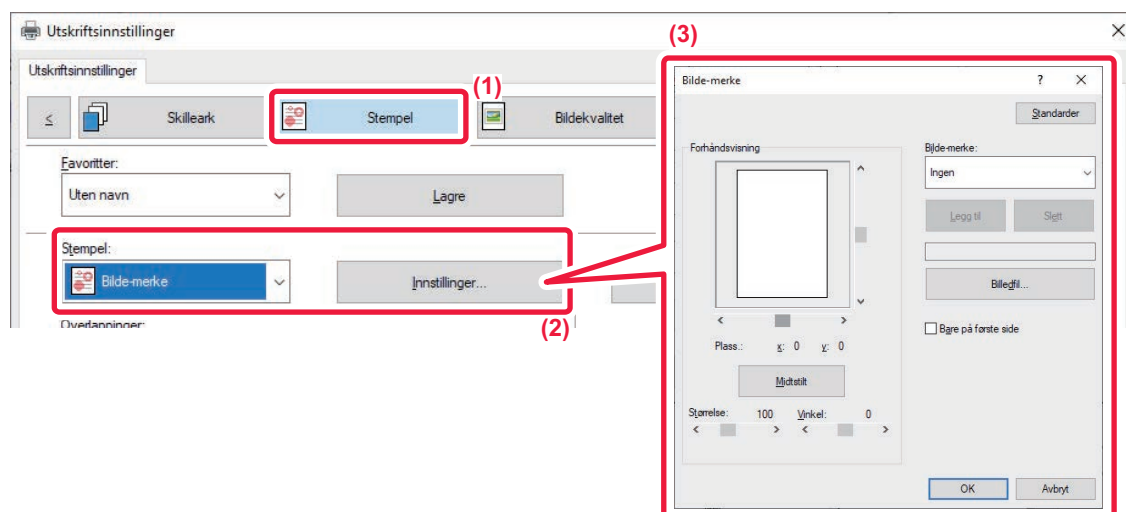 Utskriftsinnstillinger
Utskriftsinnstillinger
(1)
< Skilleark Stempel Bildekvalitet
Favoritter:
Uten navn Lagre
Stempel:
Bilde-merke Innstillinger...
(2)
Overlappinger:
(3)
Bilde-merke ? ×
Standarder
Forhåndsvisning
Bilde-merke:
Ingen
Legg til Slett
Billedfil...
Bare på første side
Plass.: x: 0 y: 0
Midtstilt
Størrelse: 100 Vinkel: 0
OK Avbryt